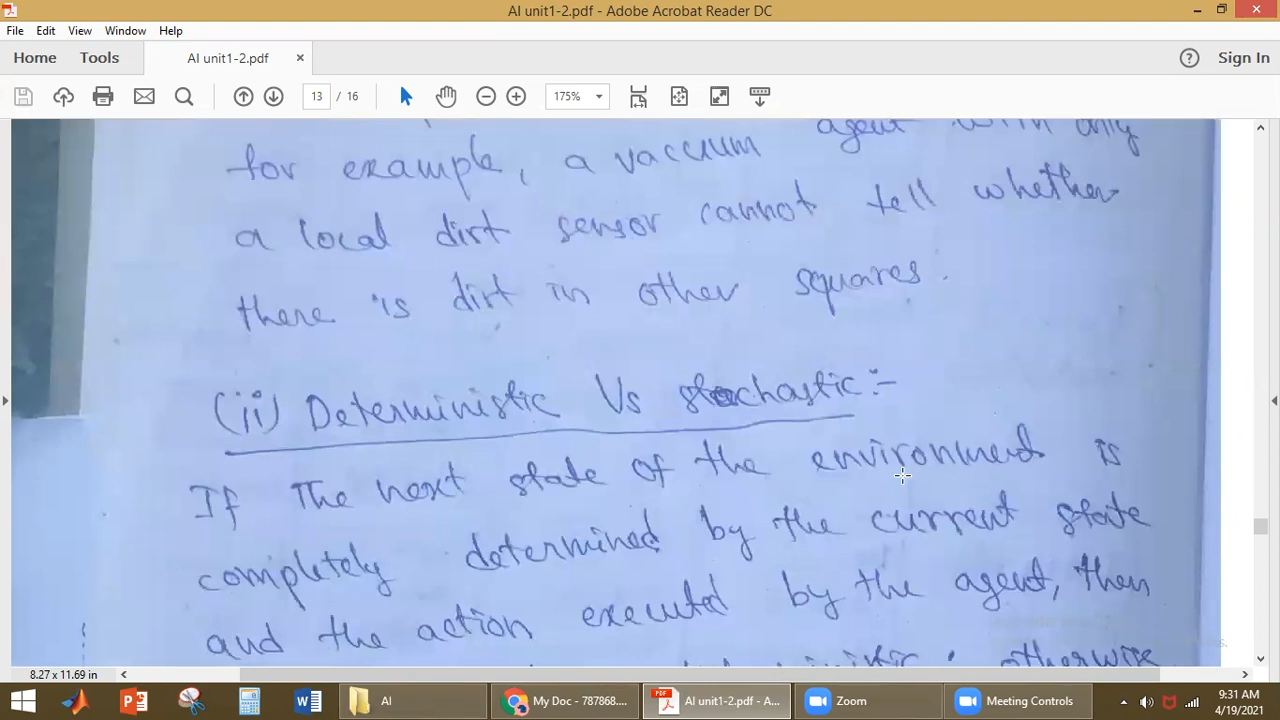 AI unit1-2.pdf - Adobe Acrobat Reader DC
File Edit View Window Help
Home Tools AI unit1-2.pdf × ? Sign In
13 / 16 175%
agent with only
for example, a vaccum
a local dirt sensor cannot tell whether
there is dirt in other squares.
(ii) Deterministic Vs stochastic :-
If The next state of the environment is
completely determined by the current state
and the action executed by the agent, then
otherwise
8.27 x 11.69 in
AI My Doc - 787868.... AI unit1-2.pdf - A... Zoom Meeting Controls 9:31 AM
4/19/2021